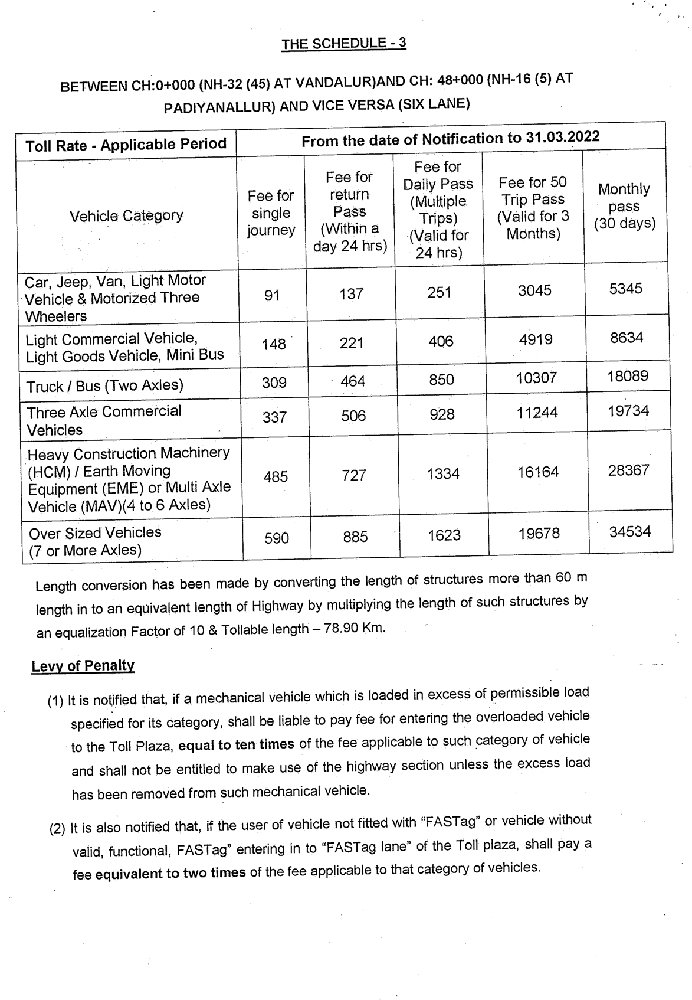 THE SCHEDULE - 3
BETWEEN CH:0+000 (NH-32 (45) AT VANDALUR)AND CH: 48+000 (NH-16 (5) AT
PADIYANALLUR) AND VICE VERSA (SIX LANE)
Toll Rate - Applicable Period From the date of Notification to 31.03.2022
Vehicle Category
Fee for
single
journey
Fee for
return
Pass
(Within a
day 24 hrs)
Fee for
Daily Pass
(Multiple
Trips)
(Valid for
24 hrs)
Fee for 50
Trip Pass
(Valid for 3
Months)
Monthly
pass
(30 days)
Car, Jeep, Van, Light Motor
Vehicle & Motorized Three
Wheelers
91 137 251 3045 5345
Light Commercial Vehicle,
Light Goods Vehicle, Mini Bus
148 221 406 4919 8634
Truck / Bus (Two Axles) 309 464 850 10307 18089
Three Axle Commercial
Vehicles
337 506 928 11244 19734
Heavy Construction Machinery
(HCM) / Earth Moving
Equipment (EME) or Multi Axle
Vehicle (MAV)(4 to 6 Axles)
485 727 1334 16164 28367
Over Sized Vehicles
(7 or More Axles)
590 885 1623 19678 34534
Length conversion has been made by converting the length of structures more than 60 m
length in to an equivalent length of Highway by multiplying the length of such structures by
an equalization Factor of 10 & Tollable length – 78.90 Km.
Levy of Penalty
(1) It is notified that, if a mechanical vehicle which is loaded in excess of permissible load
specified for its category, shall be liable to pay fee for entering the overloaded vehicle
to the Toll Plaza, equal to ten times of the fee applicable to such category of vehicle
and shall not be entitled to make use of the highway section unless the excess load
has been removed from such mechanical vehicle.
(2) It is also notified that, if the user of vehicle not fitted with “FASTag” or vehicle without
valid, functional, FASTag” entering in to “FASTag lane” of the Toll plaza, shall pay a
fee equivalent to two times of the fee applicable to that category of vehicles.